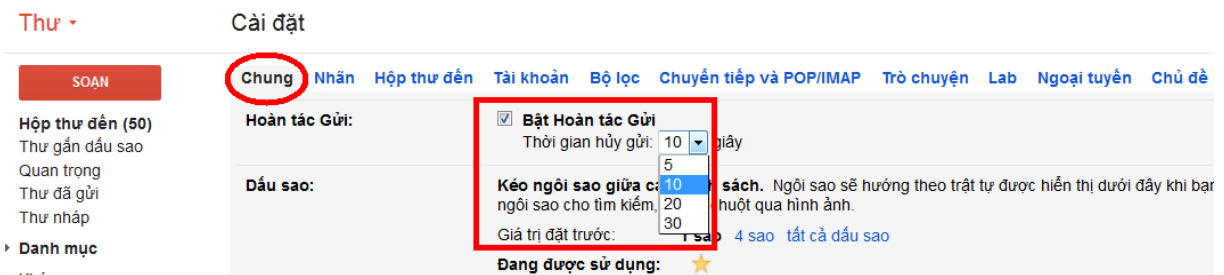 Thư
Cài đặt
SOẠN
Chung Nhãn Hộp thư đến Tài khoản Bộ lọc Chuyển tiếp và POP/IMAP Trò chuyện Lab Ngoại tuyến Chủ đề
Hộp thư đến (50)
Thư gắn dấu sao
Quan trọng
Thư đã gửi
Thư nháp
Danh mục
Hoàn tác Gửi:
Bật Hoàn tác Gửi
Thời gian hủy gửi: 10 giây
5
10
20
30
Dấu sao:
Kéo ngôi sao giữa sách. Ngôi sao sẽ hướng theo trật tự được hiển thị dưới đây khi bạn
ngôi sao cho tìm kiếm, chuột qua hình ảnh.
Giá trị đặt trước: 1 sao 4 sao tất cả dấu sao
Đang được sử dụng: